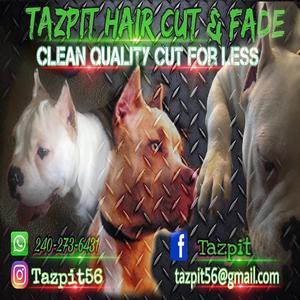 TAZPIT HAIR CUT & FADE
CLEAN QUALITY CUT FOR LESS
240-273-6431
Tazpit
Tazpit56
tazpit56@gmail.com